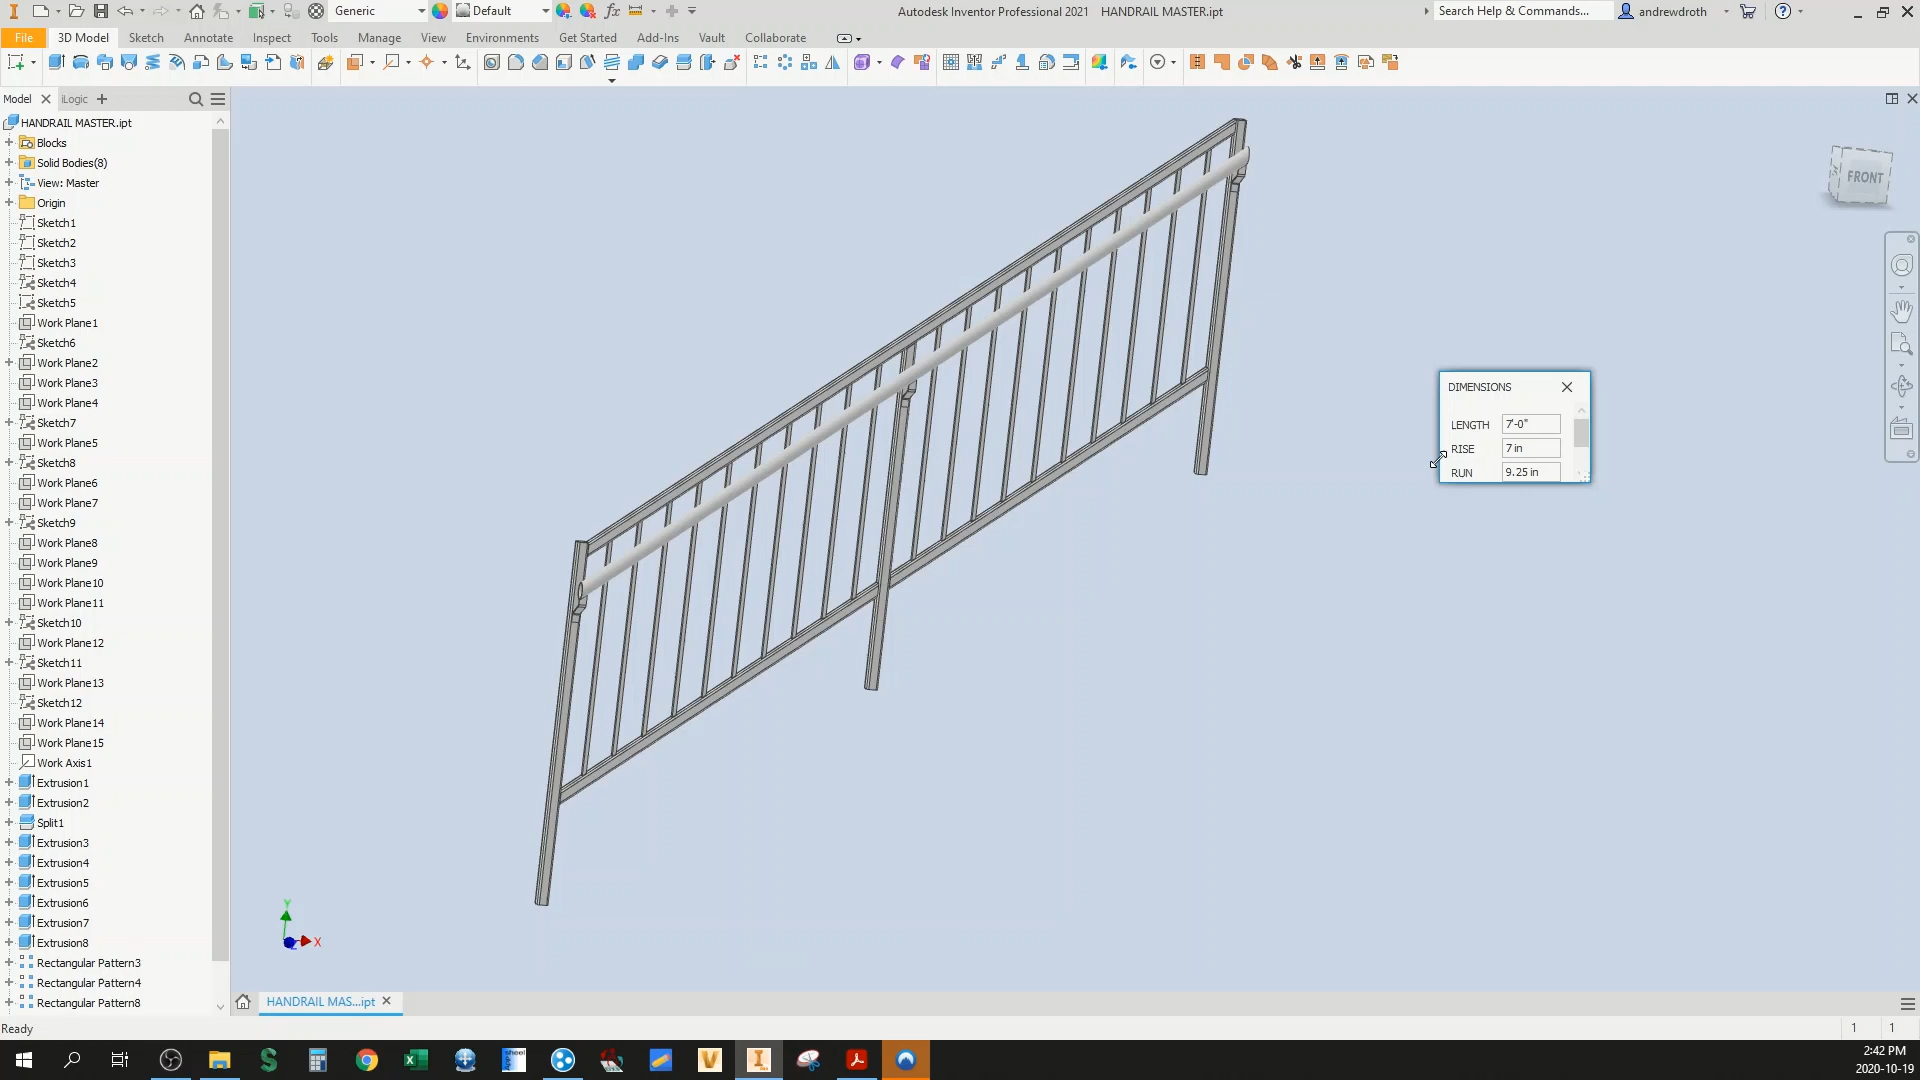 Generic
Default
Autodesk Inventor Professional 2021 HANDRAIL MASTER.ipt
Search Help & Commands...
andrewdroth
File
3D Model
Sketch
Annotate
Inspect
Tools
Manage
View
Environments
Get Started
Add-Ins
Vault
Collaborate
Model
iLogic
HANDRAIL MASTER.ipt
Blocks
Solid Bodies(8)
View: Master
Origin
Sketch1
Sketch2
Sketch3
Sketch4
Sketch5
Work Plane1
Sketch6
Work Plane2
Work Plane3
Work Plane4
Sketch7
Work Plane5
Sketch8
Work Plane6
Work Plane7
Sketch9
Work Plane8
Work Plane9
Work Plane10
Work Plane11
Sketch10
Work Plane12
Sketch11
Work Plane13
Sketch12
Work Plane14
Work Plane15
Work Axis1
Extrusion1
Extrusion2
Split1
Extrusion3
Extrusion4
Extrusion5
Extrusion6
Extrusion7
Extrusion8
Rectangular Pattern3
Rectangular Pattern4
Rectangular Pattern8
FRONT
DIMENSIONS
LENGTH 7'-0"
RISE 7 in
RUN 9.25 in
Y
X
HANDRAIL MAS...ipt
Ready
1 1
2:42 PM
2020-10-19